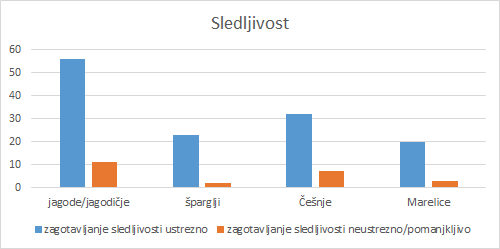 Sledljivost
60
50
40
30
20
10
0
jagode/jagodičje šparglji Češnje Marelice
zagotavljanje sledljivosti ustrezno zagotavljanje sledljivosti neustrezno/pomanjkljivo